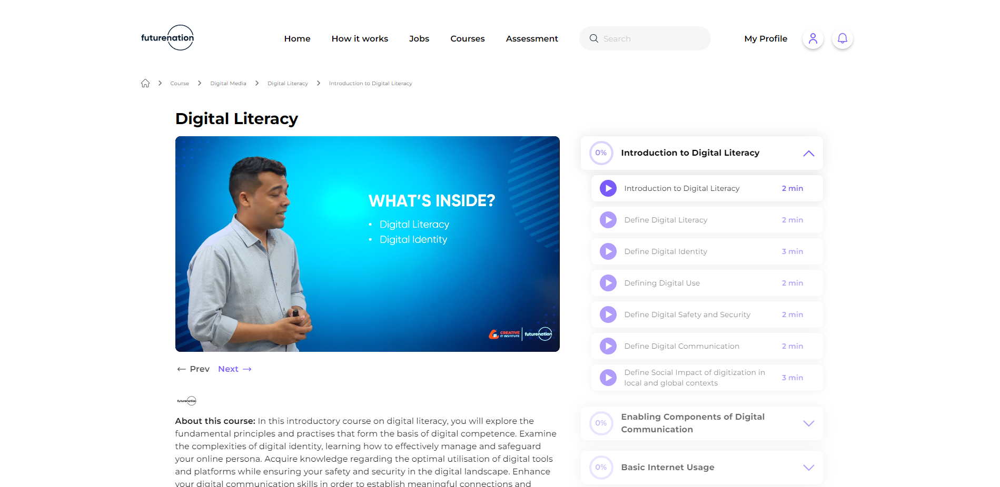 futurenation
Home
How it works
Jobs
Courses
Assessment
Search
My Profile
Course
Digital Media
Digital Literacy
Introduction to Digital Literacy
Digital Literacy
WHAT'S INSIDE?
• Digital Literacy
• Digital Identity
CREATIVE
IT INSTITUTE
futurenation
Prev
Next
futurenation
About this course: In this introductory course on digital literacy, you will explore the
fundamental principles and practises that form the basis of digital competence. Examine
the complexities of digital identity, learning how to effectively manage and safeguard
your online persona. Acquire knowledge regarding the optimal utilisation of digital tools
and platforms while ensuring your safety and security in the digital landscape. Enhance
your digital communication skills in order to establish meaningful connections and
0%
Introduction to Digital Literacy
Introduction to Digital Literacy
2 min
Define Digital Literacy
2 min
Define Digital Identity
3 min
Defining Digital Use
2 min
Define Digital Safety and Security
2 min
Define Digital Communication
2 min
Define Social Impact of digitization in
local and global contexts
3 min
0%
Enabling Components of Digital
Communication
0%
Basic Internet Usage